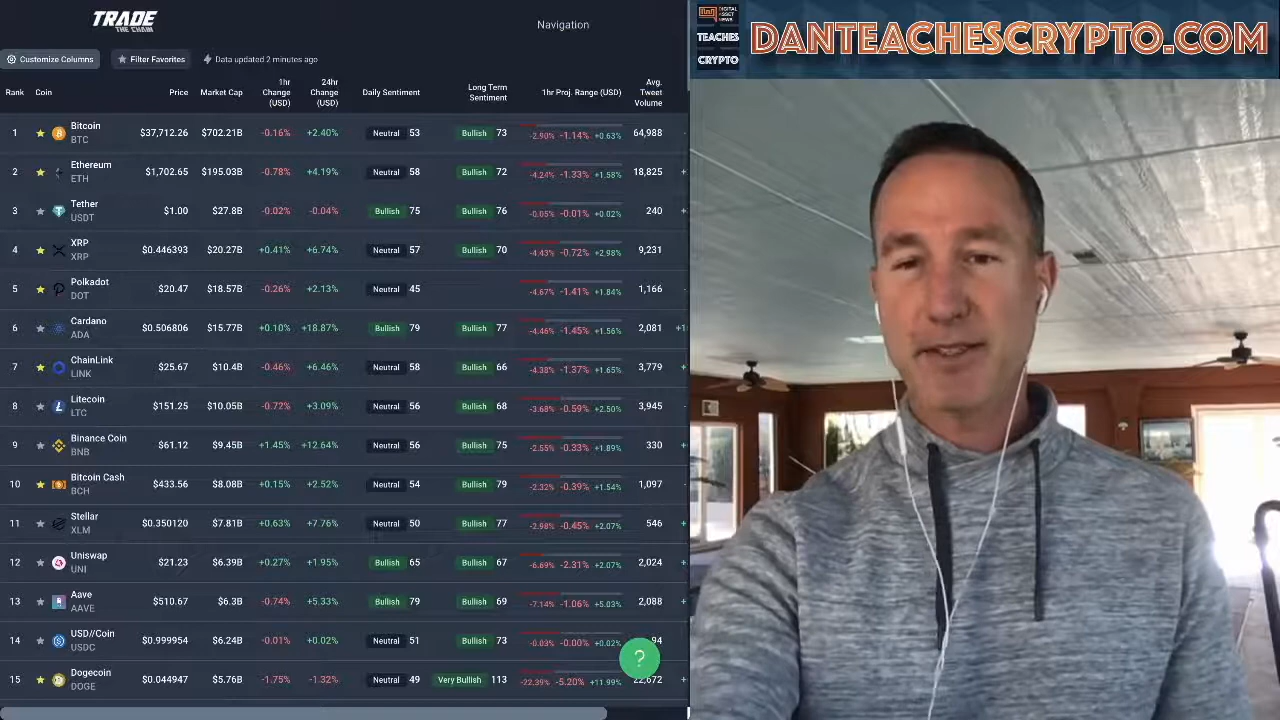 TRADE
THE CHAIN
Navigation
Customize Columns Filter Favorites Data updated 2 minutes ago
Rank Coin Price Market Cap 1hr Change (USD) 24hr Change (USD) Daily Sentiment Long Term Sentiment 1hr Proj. Range (USD) Avg. Tweet Volume
1 Bitcoin BTC $37,712.26 $702.21B -0.16% +2.40% Neutral 53 Bullish 73 -2.90% -1.14% +0.63% 64,988
2 Ethereum ETH $1,702.65 $195.03B -0.78% +4.19% Neutral 58 Bullish 72 -4.24% -1.33% +1.58% 18,825
3 Tether USDT $1.00 $27.8B -0.02% -0.04% Bullish 75 Bullish 76 -0.05% -0.01% +0.02% 240
4 XRP XRP $0.446393 $20.27B +0.41% +6.74% Neutral 57 Bullish 70 -4.43% -0.72% +2.98% 9,231
5 Polkadot DOT $20.47 $18.57B -0.26% +2.13% Neutral 45 -4.67% -1.41% +1.84% 1,166
6 Cardano ADA $0.506806 +0.10% +18.87% Bullish 79 Bullish 77 -4.46% -1.45% +1.56% 2,081
7 ChainLink LINK $25.67 $10.4B -0.46% +6.46% Neutral 58 Bullish 66 -4.38% -1.37% +1.65% 3,779
8 Litecoin LTC $151.25 $10.05B -0.72% +3.09% Neutral 56 Bullish 68 -3.68% -0.59% +2.50% 3,945
9 Binance Coin BNB $61.12 $9.45B +1.45% +12.64% Neutral 56 Bullish 75 -2.55% -0.33% +1.89% 330
10 Bitcoin Cash BCH $433.56 $8.08B +0.15% +2.52% Neutral 54 Bullish 79 -2.32% -0.39% +1.54% 1,097
11 Stellar XLM $0.350120 $7.81B +0.63% +7.76% Neutral 50 Bullish 77 -2.98% -0.45% +2.07% 546
12 Uniswap UNI $21.23 $6.39B +0.27% +1.95% Bullish 65 Bullish 67 -6.69% -2.31% +2.07% 2,024
13 Aave AAVE $510.67 $6.3B -0.74% +5.33% Bullish 79 Bullish 69 -7.14% -1.06% +5.03% 2,088
14 USD//Coin USDC $0.999954 $6.24B -0.01% +0.02% Neutral 51 Bullish 73 -0.03% -0.00% +0.02% 94
15 Dogecoin DOGE $0.044947 $5.76B -1.75% -1.32% Neutral 49 Very Bullish 113 -22.39% -5.20% +11.99% 22,672
?
DIGITAL
ASSET
NEWS
TEACHES
CRYPTO
DANTEACHESCRYPTO.COM